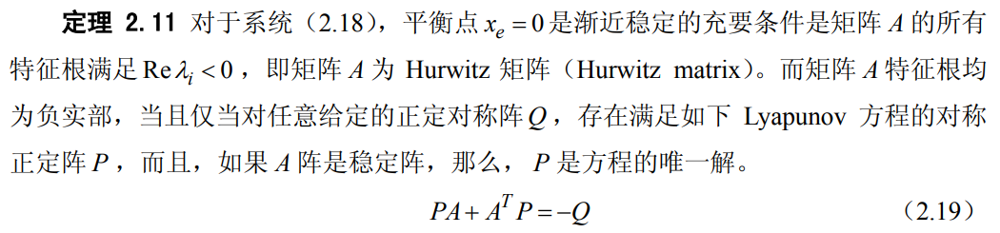 定理 2.11 对于系统（2.18），平衡点 xₑ = 0 是渐近稳定的充要条件是矩阵 A 的所有
特征根满足 Re λᵢ < 0，即矩阵 A 为 Hurwitz 矩阵（Hurwitz matrix）。而矩阵 A 特征根均
为负实部，当且仅当对任意给定的正定对称阵 Q，存在满足如下 Lyapunov 方程的对称
正定阵 P，而且，如果 A 阵是稳定阵，那么，P 是方程的唯一解。
PA + AᵀP = −Q （2.19）